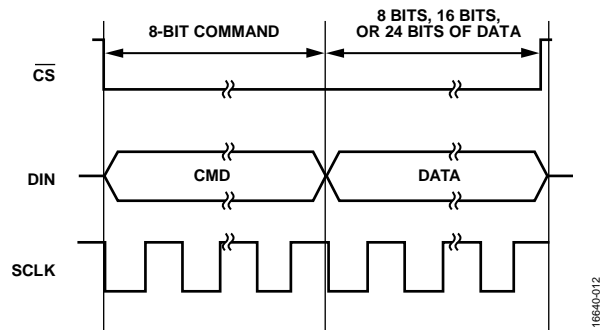 8-BIT COMMAND
8 BITS, 16 BITS,
OR 24 BITS OF DATA
CS
DIN
CMD
DATA
SCLK
16640-012